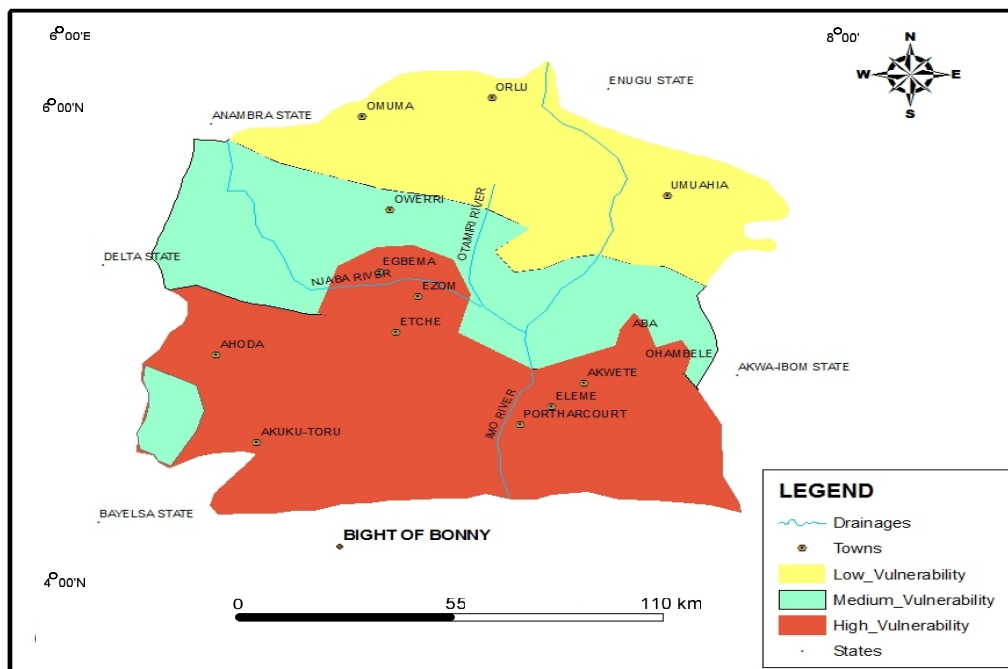 6°00'E
8°00'
N
W
E
S
6°00'N
ENUGU STATE
ORLU
OMUMA
ANAMBRA STATE
UMUAHIA
OWERRI
OTAMIRI RIVER
DELTA STATE
EGBEMA
NJABA RIVER
EZOM
ETCHE
ABA
AHODA
OHAMBELE
AKWA-IBOM STATE
AKWETE
ELEME
IMO RIVER
PORTHARCOURT
AKUKU-TORU
BAYELSA STATE
BIGHT OF BONNY
4°00'N
0 55 110 km
LEGEND
Drainages
Towns
Low_Vulnerability
Medium_Vulnerability
High_Vulnerability
States